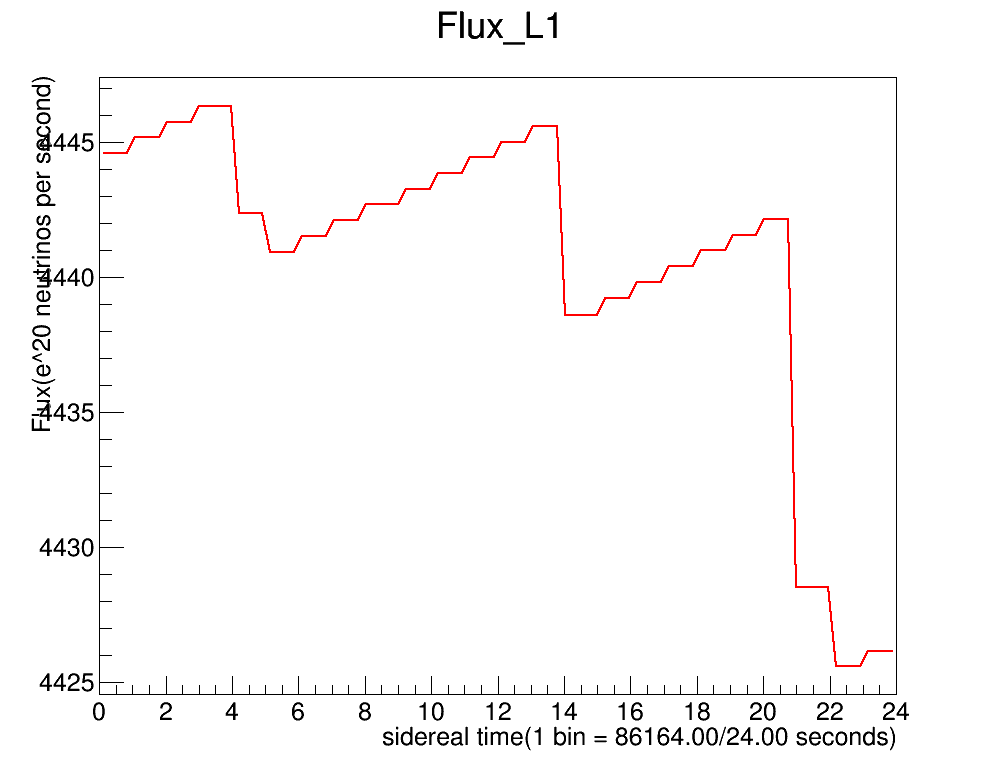 Flux_L1
Flux(e^20 neutrinos per second)
4445
4440
4435
4430
4425
0 2 4 6 8 10 12 14 16 18 20 22 24
sidereal time(1 bin = 86164.00/24.00 seconds)